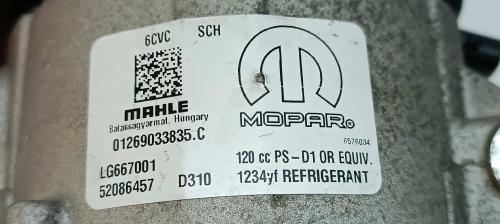 6CVC SCH
MAHLE
Balassagyarmat, Hungary
01269033835.C
MOPAR®
6576034
LG667001
120 cc PS-D1 OR EQUIV.
52086457 D310 1234yf REFRIGERANT